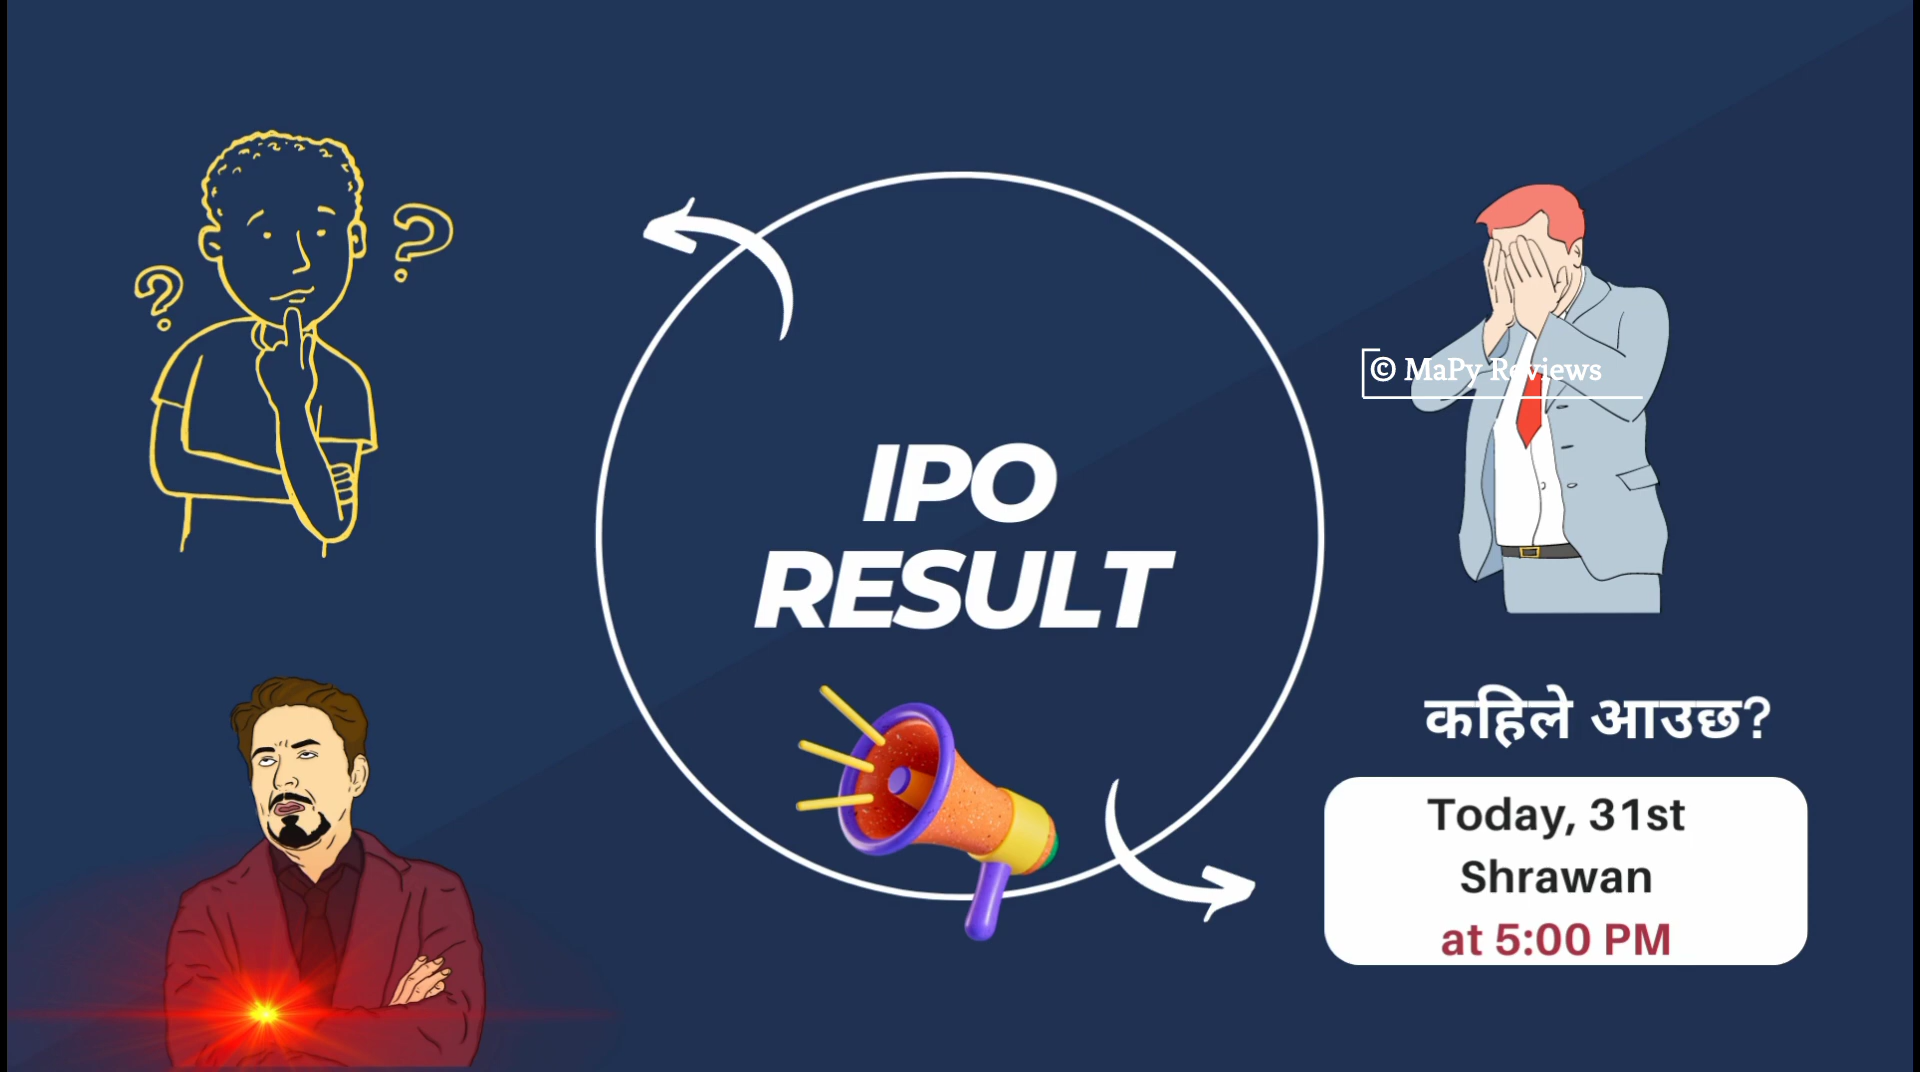 © MaPy Reviews
IPO
RESULT
कहिले आउछ?
Today, 31st
Shrawan
at 5:00 PM